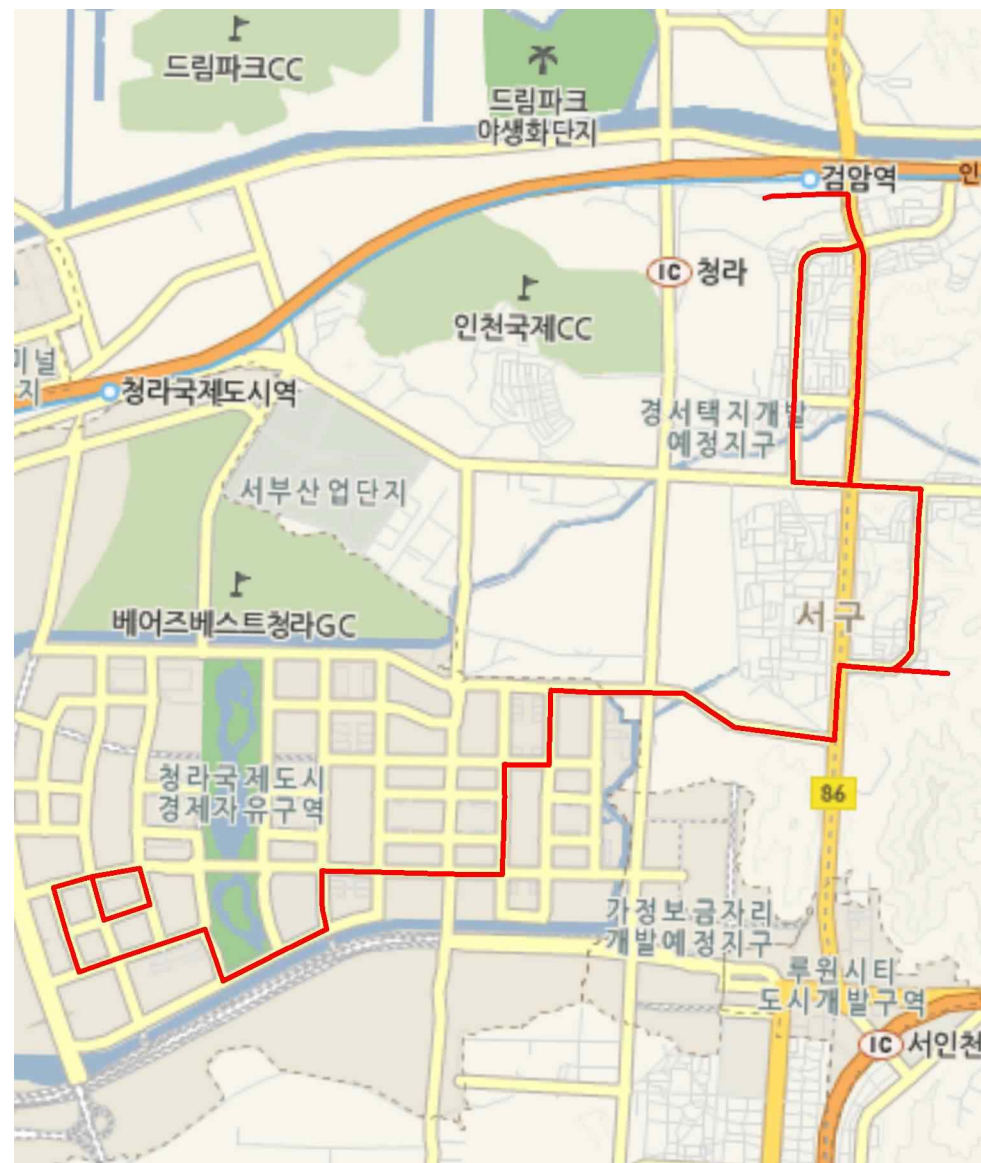 드림파크CC
드림파크
야생화단지
검암역
인
IC 청라
인천국제CC
미널
지
청라국제도시역
경서택지개발
예정지구
서부산업단지
베어즈베스트청라GC
서구
청라국제도시
경제자유구역
86
가정보금자리
개발예정지구
루원시티
도시개발구역
IC 서인천